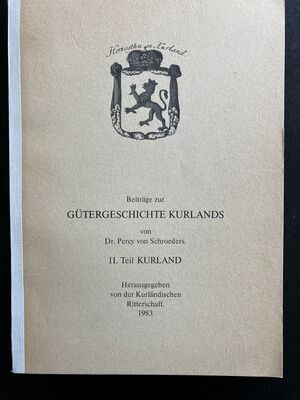 Herzogthum Kurland.
Beiträge zur
GÜTERGESCHICHTE KURLANDS
von
Dr. Percy von Schroeders.
II. Teil KURLAND
Herausgegeben
von der Kurländischen
Ritterschaft.
1983